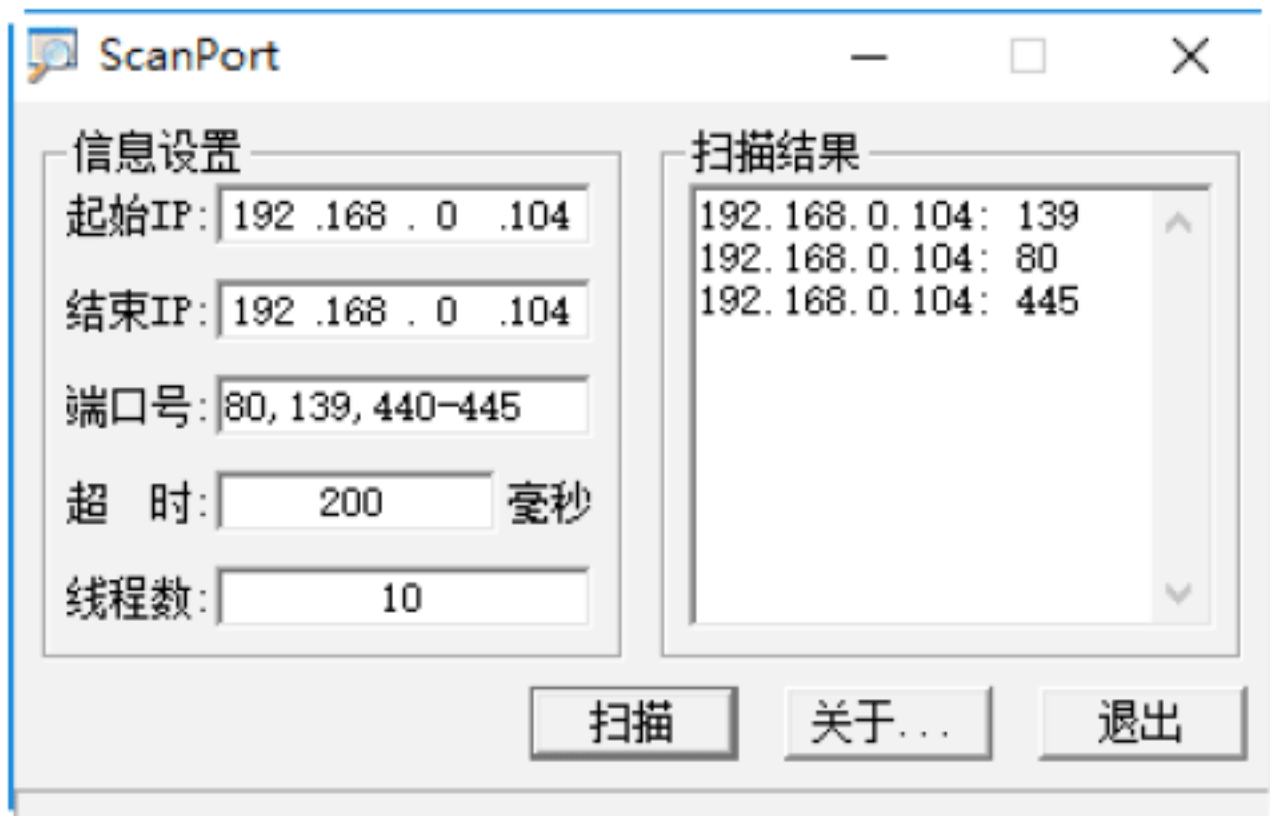 ScanPort
信息设置
起始IP: 192 .168 . 0 .104
结束IP: 192 .168 . 0 .104
端口号: 80,139,440-445
超 时: 200 毫秒
线程数: 10
扫描结果
192.168.0.104: 139
192.168.0.104: 80
192.168.0.104: 445
扫描 关于... 退出